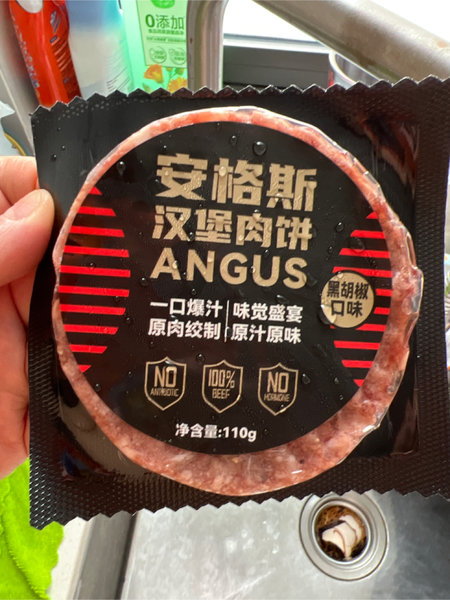 0添加
安格斯
汉堡肉饼
ANGUS
黑胡椒
口味
一口爆汁 | 味觉盛宴
原肉绞制 | 原汁原味
NO
ANTIBIOTIC
100%
BEEF
NO
HORMONE
净含量:110g